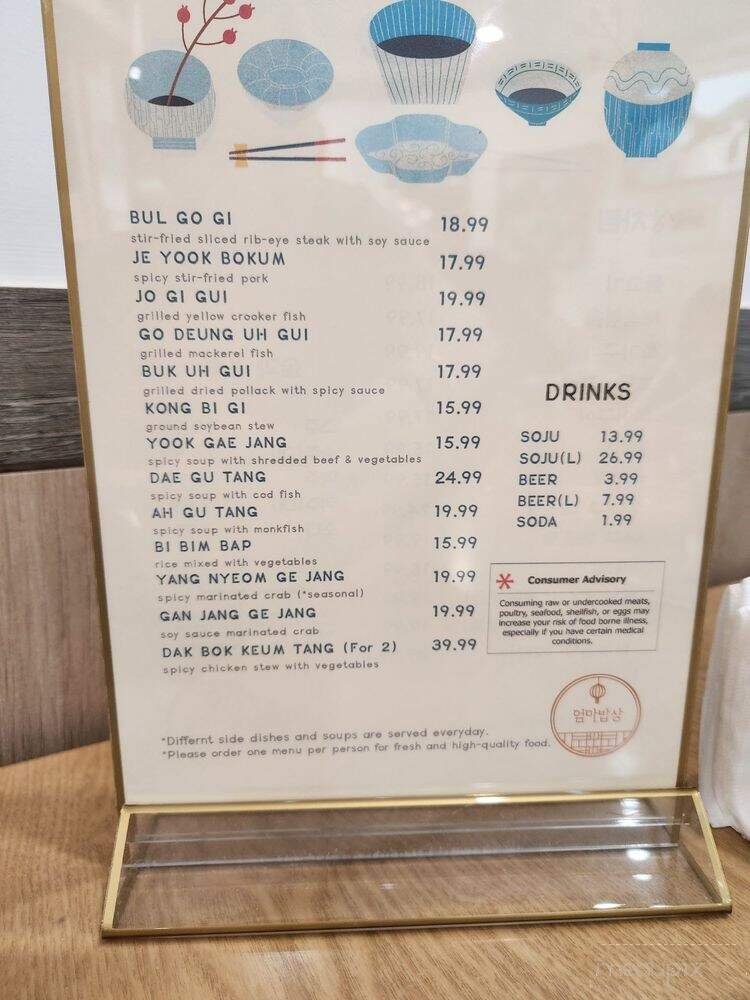 BUL GO GI 18.99
stir-fried sliced rib-eye steak with soy sauce
JE YOOK BOKUM 17.99
spicy stir-fried pork
JO GI GUI 19.99
grilled yellow crooker fish
GO DEUNG UH GUI 17.99
grilled mackerel fish
BUK UH GUI 17.99
grilled dried pollack with spicy sauce
KONG BI GI 15.99
ground soybean stew
YOOK GAE JANG 15.99
spicy soup with shredded beef & vegetables
DAE GU TANG 24.99
spicy soup with cod fish
AH GU TANG 19.99
spicy soup with monkfish
BI BIM BAP 15.99
rice mixed with vegetables
YANG NYEOM GE JANG 19.99
spicy marinated crab (*seasonal)
GAN JANG GE JANG 19.99
soy sauce marinated crab
DAK BOK KEUM TANG (For 2) 39.99
spicy chicken stew with vegetables
*Differnt side dishes and soups are served everyday.
*Please order one menu per person for fresh and high-quality food.
DRINKS
SOJU 13.99
SOJU(L) 26.99
BEER 3.99
BEER(L) 7.99
SODA 1.99
Consumer Advisory
Consuming raw or undercooked meats,
poultry, seafood, shellfish, or eggs may
increase your risk of food borne illness,
especially if you have certain medical
conditions.
엄마밥상
menupix